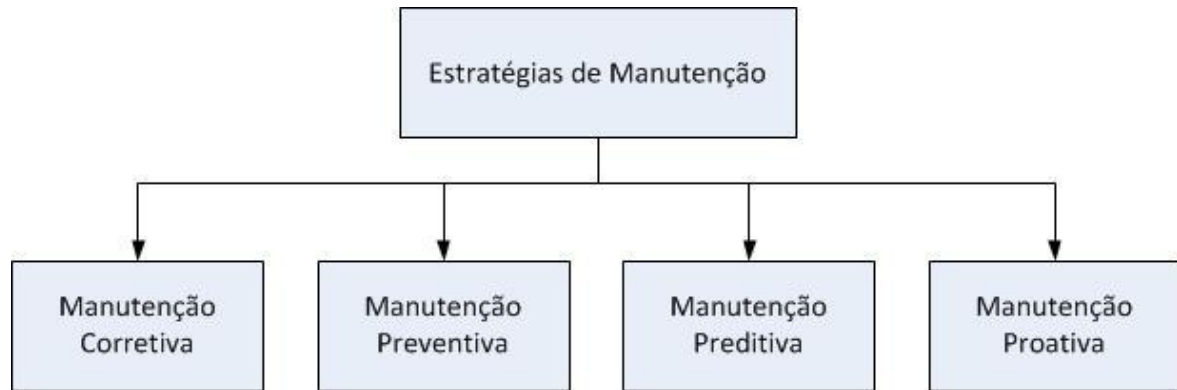 Estratégias de Manutenção
Manutenção
Corretiva
Manutenção
Preventiva
Manutenção
Preditiva
Manutenção
Proativa